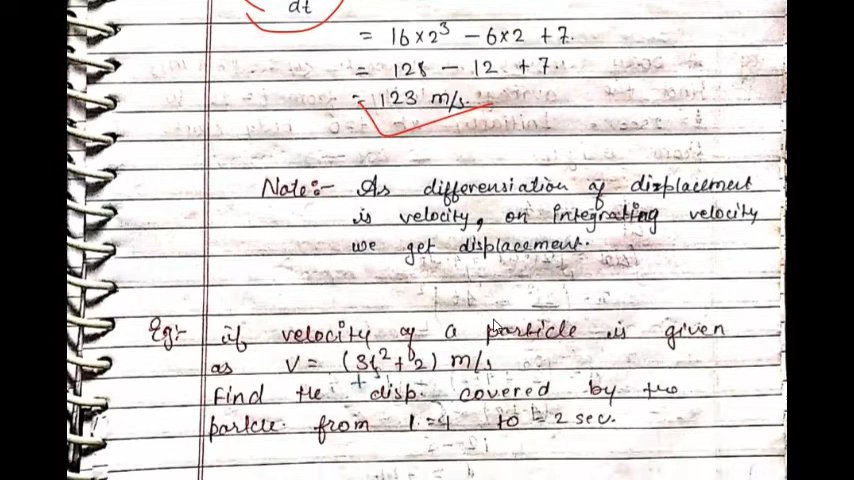 dt
= 16×2³ - 6×2 + 7.
= 128 - 12 + 7.
= 123 m/s.
Note:- As differensiation of displacement
is velocity, on integrating velocity
we get displacement.
Eg:- if velocity of a particle is given
as V = (3t²+2) m/s
Find the disp. covered by the
partcle. from t=4 to t=2 sec.